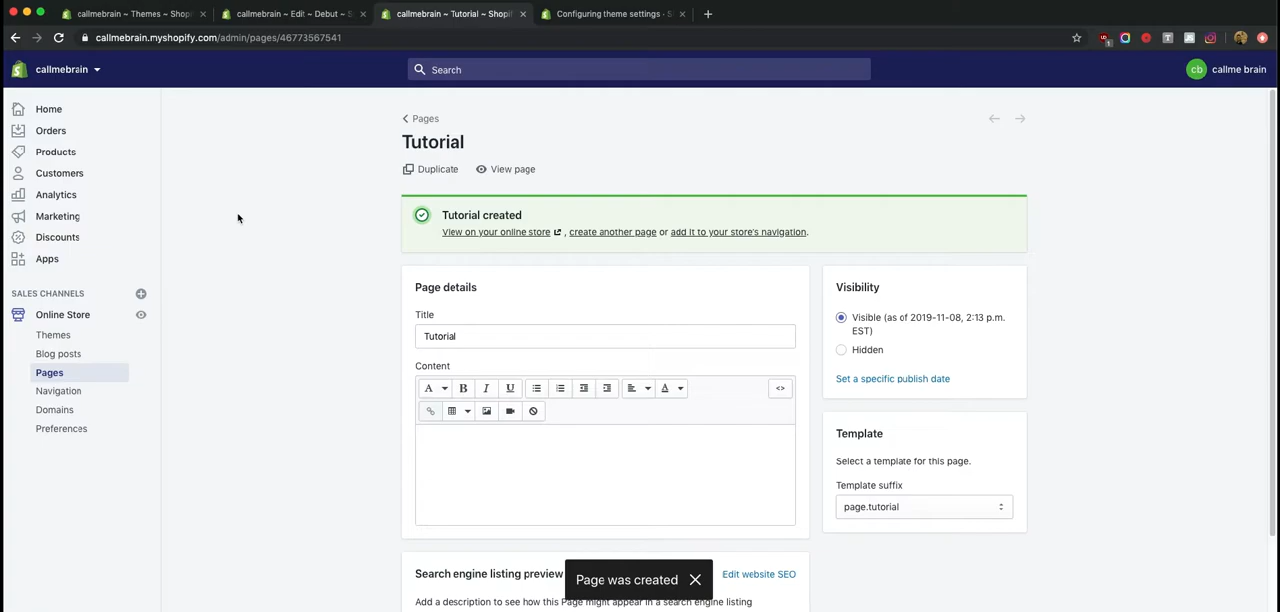 callmebrain ~ Themes ~ Shopif
callmebrain ~ Edit ~ Debut ~ S
callmebrain ~ Tutorial ~ Shopif
Configuring theme settings · S
callmebrain.myshopify.com/admin/pages/46773567541
callmebrain
Search
cb
callme brain
Home
Orders
Products
Customers
Analytics
Marketing
Discounts
Apps
SALES CHANNELS
Online Store
Themes
Blog posts
Pages
Navigation
Domains
Preferences
Pages
Tutorial
Duplicate
View page
Tutorial created
View on your online store , create another page or add it to your store's navigation.
Page details
Title
Tutorial
Content
A B I U A <>
Visibility
Visible (as of 2019-11-08, 2:13 p.m.
EST)
Hidden
Set a specific publish date
Template
Select a template for this page.
Template suffix
page.tutorial
Search engine listing preview
Edit website SEO
Page was created
Add a description to see how this Page might appear in a search engine listing